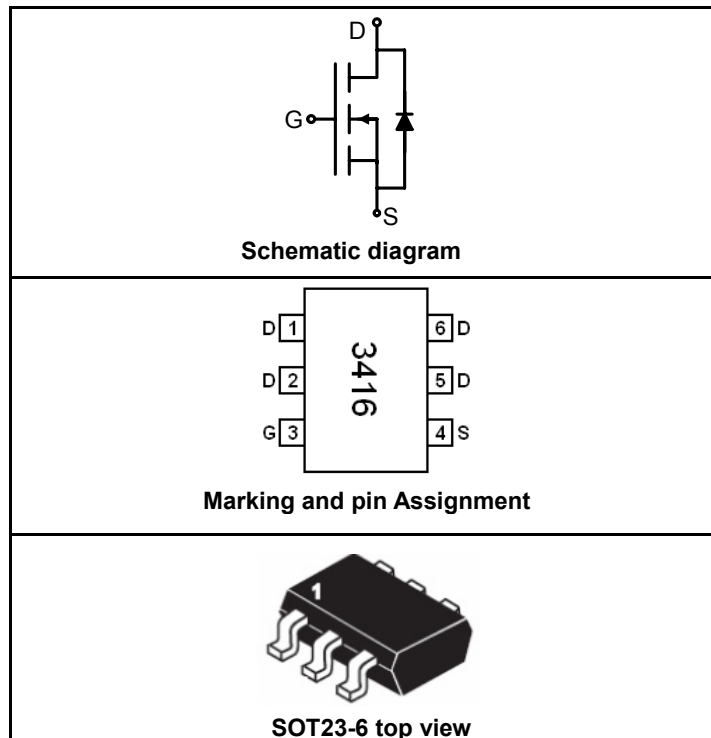 D
G
S
Schematic diagram
D 1 6 D
D 2 5 D
G 3 4 S
3416
Marking and pin Assignment
1
SOT23-6 top view